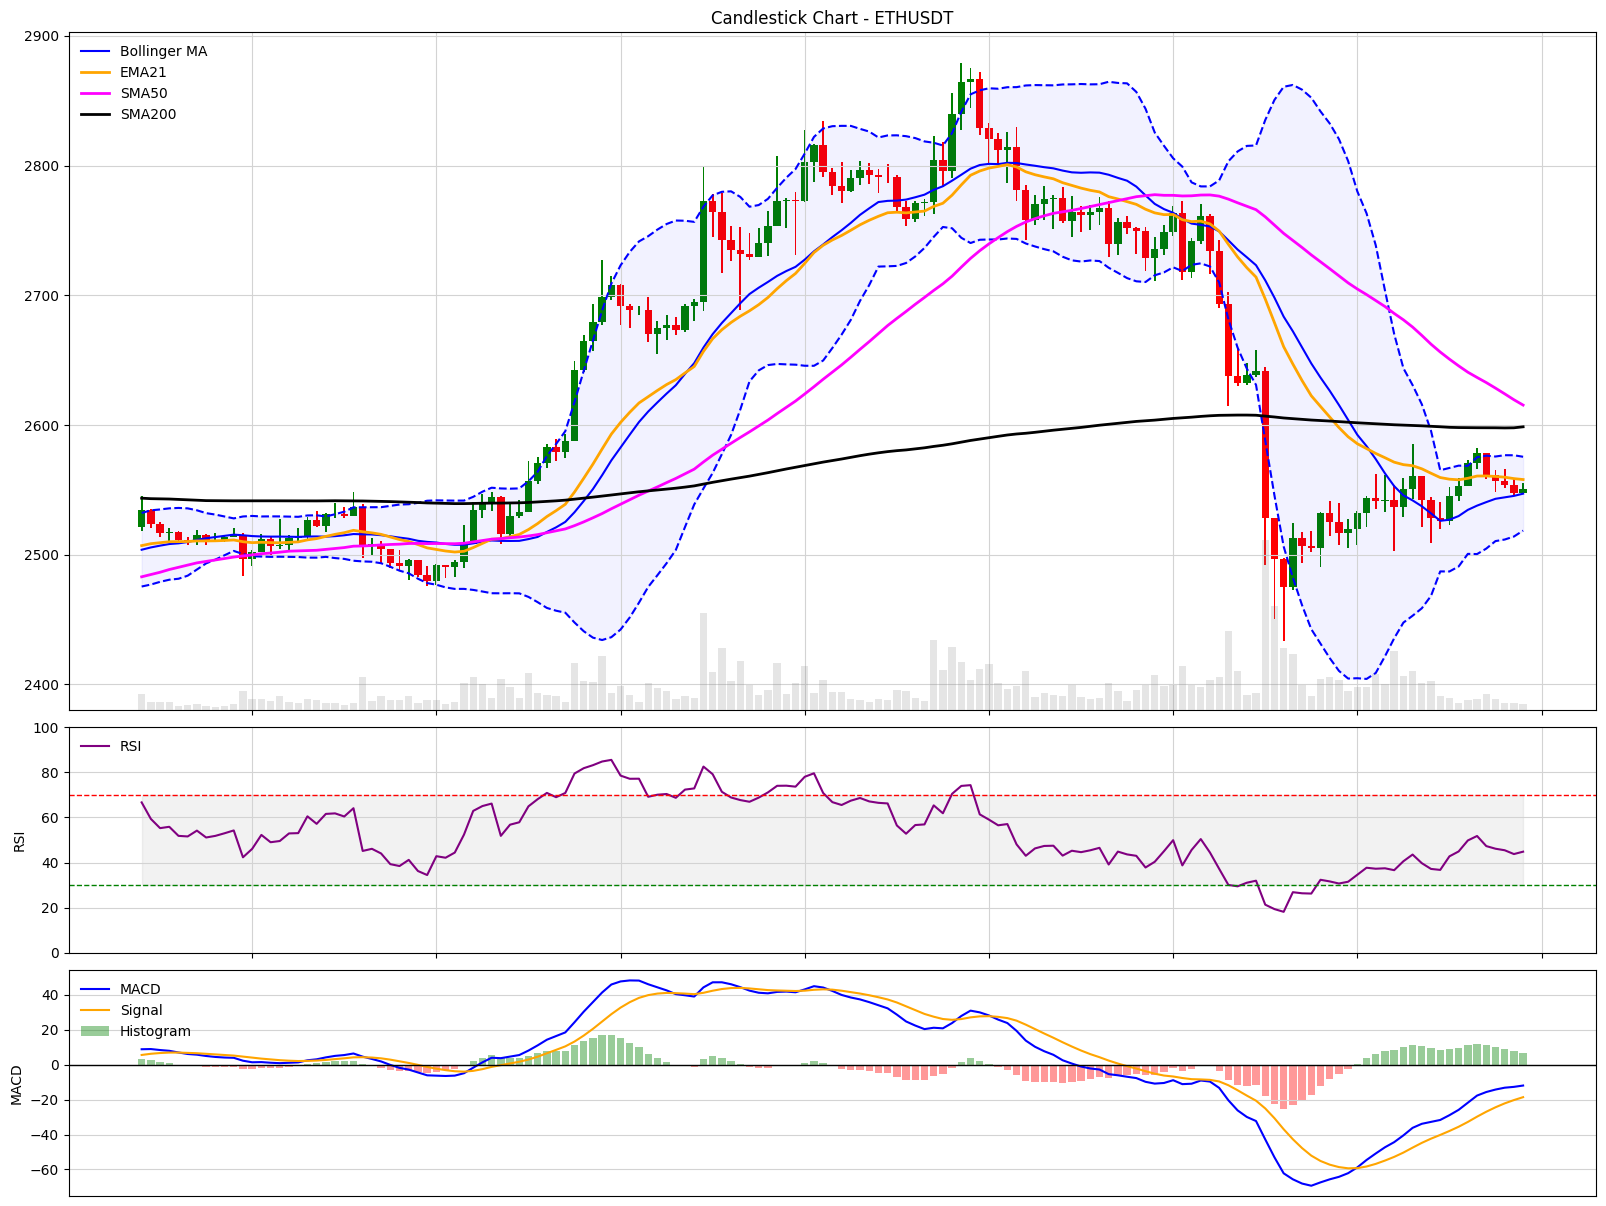 Candlestick Chart - ETHUSDT
2900
2800
2700
2600
2500
2400
Bollinger MA
EMA21
SMA50
SMA200
100
80
60
40
20
0
RSI
RSI
40
20
0
−20
−40
−60
MACD
MACD
Signal
Histogram